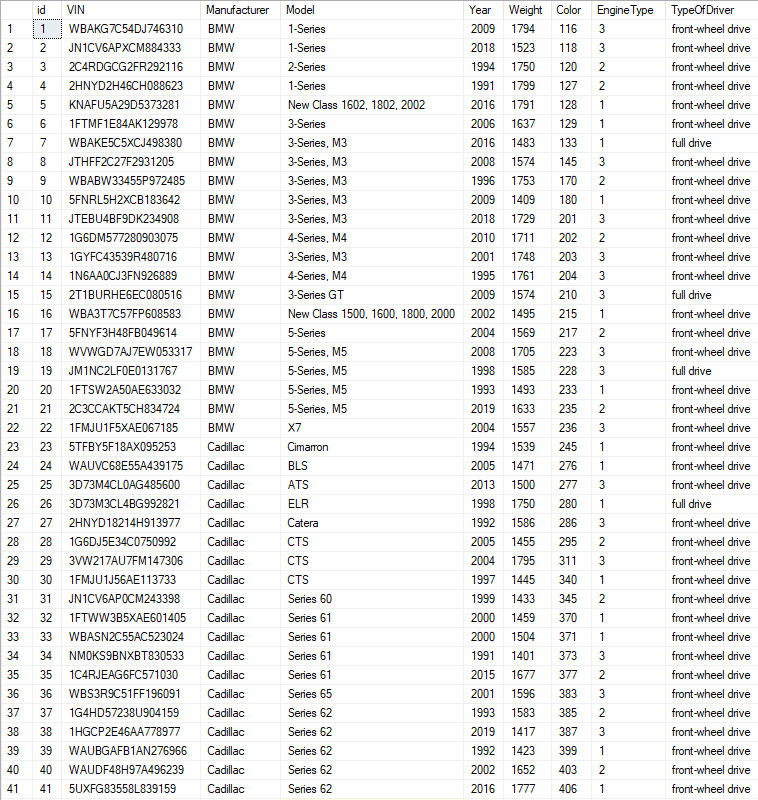 id VIN Manufacturer Model Year Weight Color EngineType TypeOfDriver
1 1 WBAKG7C54DJ746310 BMW 1-Series 2009 1794 116 3 front-wheel drive
2 2 JN1CV6APXCM884333 BMW 1-Series 2018 1523 118 3 front-wheel drive
3 3 2C4RDGCG2FR292116 BMW 2-Series 1994 1750 120 2 front-wheel drive
4 4 2HNYD2H46CH088623 BMW 1-Series 1991 1799 127 2 front-wheel drive
5 5 KNAFU5A29D5373281 BMW New Class 1602, 1802, 2002 2016 1791 128 1 front-wheel drive
6 6 1FTMF1E84AK129978 BMW 3-Series 2006 1637 129 1 front-wheel drive
7 7 WBAKE5C5XCJ498380 BMW 3-Series, M3 2016 1483 133 1 full drive
8 8 JTHFF2C27F2931205 BMW 3-Series, M3 2008 1574 145 3 front-wheel drive
9 9 WBABW33455P972485 BMW 3-Series, M3 1996 1753 170 2 front-wheel drive
10 10 5FNRL5H2XCB183642 BMW 3-Series, M3 2009 1409 180 1 front-wheel drive
11 11 JTEBU4BF9DK234908 BMW 3-Series, M3 2018 1729 201 3 front-wheel drive
12 12 1G6DM577280903075 BMW 4-Series, M4 2010 1711 202 2 front-wheel drive
13 13 1GYFC43539R480716 BMW 3-Series, M3 2001 1748 203 3 front-wheel drive
14 14 1N6AA0CJ3FN926889 BMW 4-Series, M4 1995 1761 204 3 front-wheel drive
15 15 2T1BURHE6EC080516 BMW 3-Series GT 2009 1574 210 3 full drive
16 16 WBA3T7C57FP608583 BMW New Class 1500, 1600, 1800, 2000 2002 1495 215 1 front-wheel drive
17 17 5FNYF3H48FB049614 BMW 5-Series 2004 1569 217 2 front-wheel drive
18 18 WVWGD7AJ7EW053317 BMW 5-Series, M5 2008 1705 223 3 front-wheel drive
19 19 JM1NC2LF0E0131767 BMW 5-Series, M5 1998 1585 228 3 full drive
20 20 1FTSW2A50AE633032 BMW 5-Series, M5 1993 1493 233 1 front-wheel drive
21 21 2C3CCAKT5CH834724 BMW 5-Series, M5 2019 1633 235 2 front-wheel drive
22 22 1FMJU1F5XAE067185 BMW X7 2004 1557 236 3 front-wheel drive
23 23 5TFBY5F18AX095253 Cadillac Cimarron 1994 1539 245 1 front-wheel drive
24 24 WAUVC68E55A439175 Cadillac BLS 2005 1471 276 1 front-wheel drive
25 25 3D73M4CL0AG485600 Cadillac ATS 2013 1500 277 3 front-wheel drive
26 26 3D73M3CL4BG992821 Cadillac ELR 1998 1750 280 1 full drive
27 27 2HNYD18214H913977 Cadillac Catera 1992 1586 286 3 front-wheel drive
28 28 1G6DJ5E34C0750992 Cadillac CTS 2005 1455 295 2 front-wheel drive
29 29 3VW217AU7FM147306 Cadillac CTS 2004 1795 311 3 front-wheel drive
30 30 1FMJU1J56AE113733 Cadillac CTS 1997 1445 340 1 front-wheel drive
31 31 JN1CV6AP0CM243398 Cadillac Series 60 1999 1433 345 2 front-wheel drive
32 32 1FTWW3B5XAE601405 Cadillac Series 61 2000 1459 370 1 front-wheel drive
33 33 WBASN2C55AC523024 Cadillac Series 61 2000 1504 371 1 front-wheel drive
34 34 NM0KS9BNXBT830533 Cadillac Series 61 1991 1401 373 3 front-wheel drive
35 35 1C4RJEAG6FC571030 Cadillac Series 61 2015 1677 377 2 front-wheel drive
36 36 WBS3R9C51FF196091 Cadillac Series 65 2001 1596 383 3 front-wheel drive
37 37 1G4HD57238U904159 Cadillac Series 62 1993 1583 385 2 front-wheel drive
38 38 1HGCP2E46AA778977 Cadillac Series 62 2019 1417 387 3 front-wheel drive
39 39 WAUBGAFB1AN276966 Cadillac Series 62 1992 1423 399 1 front-wheel drive
40 40 WAUDF48H97A496239 Cadillac Series 62 2002 1652 403 2 front-wheel drive
41 41 5UXFG83558L839159 Cadillac Series 62 2016 1777 406 1 front-wheel drive